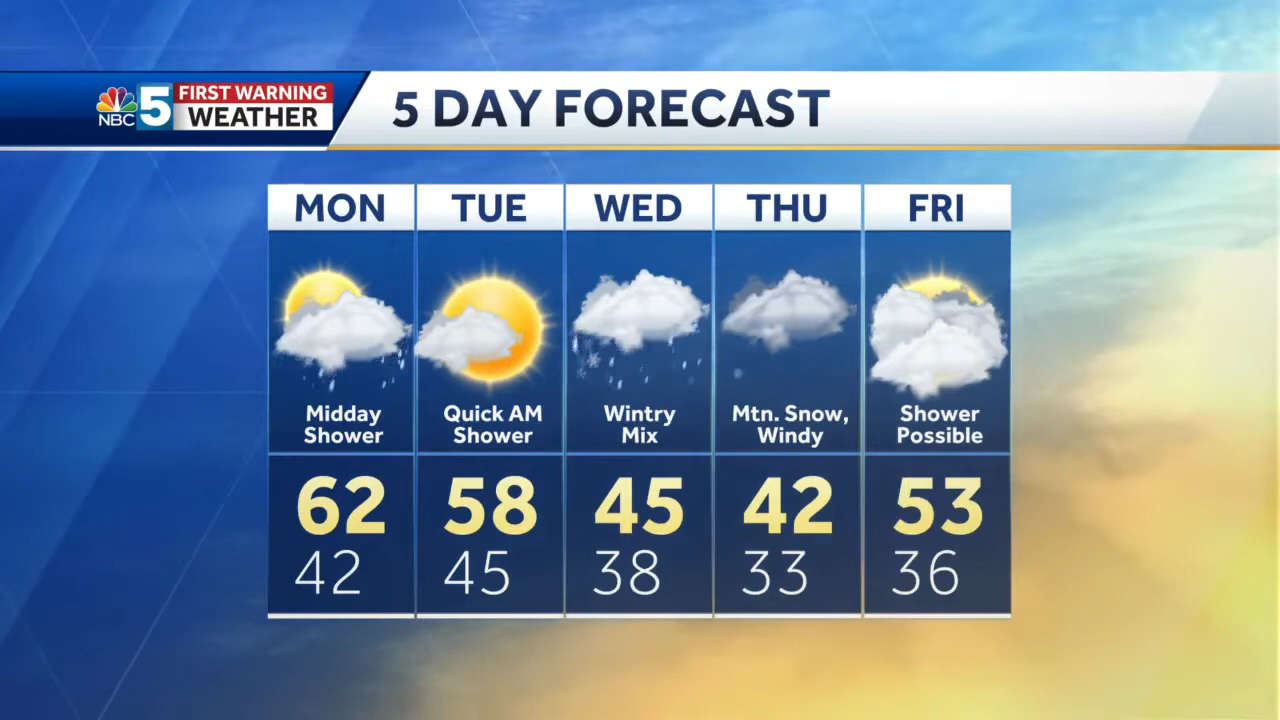 NBC 5 FIRST WARNING
WEATHER
5 DAY FORECAST
MON TUE WED THU FRI
Midday Quick AM Wintry Mtn. Snow, Shower
Shower Shower Mix Windy Possible
62 58 45 42 53
42 45 38 33 36